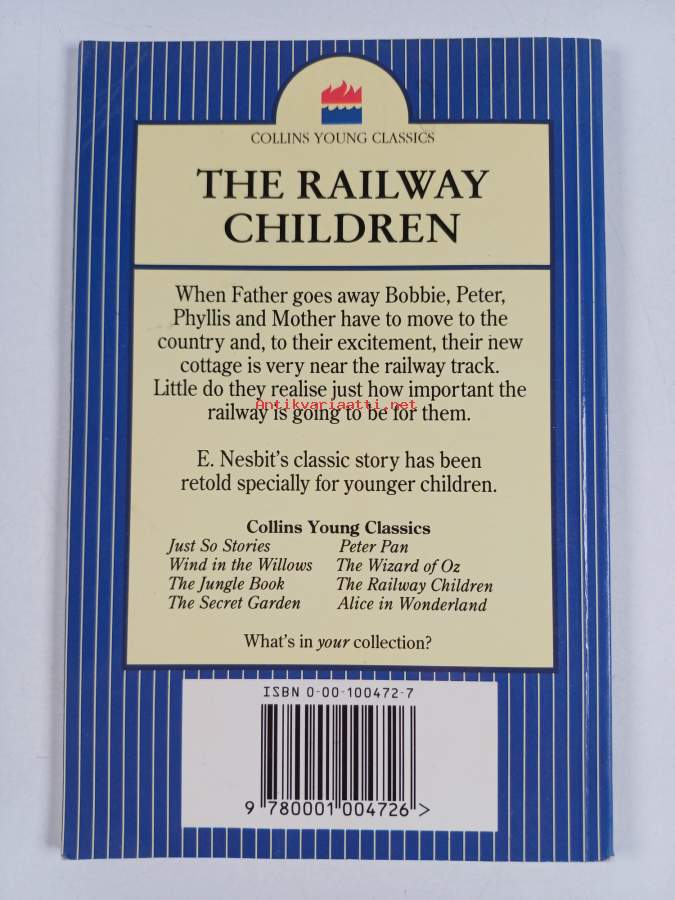 COLLINS YOUNG CLASSICS
THE RAILWAY
CHILDREN
When Father goes away Bobbie, Peter,
Phyllis and Mother have to move to the
country and, to their excitement, their new
cottage is very near the railway track.
Little do they realise just how important the
Antikvariaatti.net
railway is going to be for them.
E. Nesbit's classic story has been
retold specially for younger children.
Collins Young Classics
Just So Stories Peter Pan
Wind in the Willows The Wizard of Oz
The Jungle Book The Railway Children
The Secret Garden Alice in Wonderland
What's in your collection?
ISBN 0-00-100472-7
9 780001 004726 >